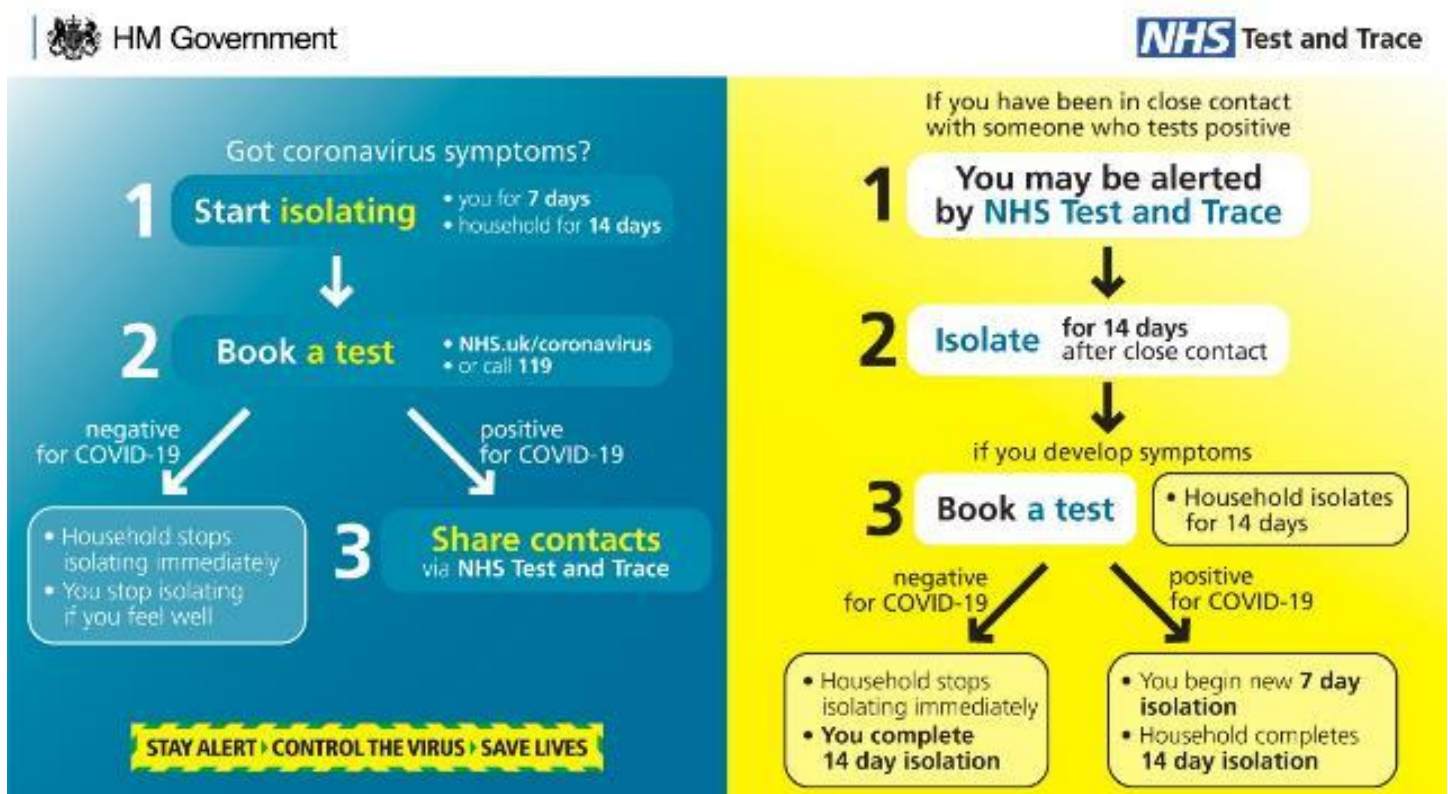 HM Government
NHS Test and Trace
Got coronavirus symptoms?
1 Start isolating
• you for 7 days
• household for 14 days
2 Book a test
• NHS.uk/coronavirus
• or call 119
negative
for COVID-19
positive
for COVID-19
• Household stops
isolating immediately
• You stop isolating
if you feel well
3 Share contacts
via NHS Test and Trace
STAY ALERT CONTROL THE VIRUS SAVE LIVES
If you have been in close contact
with someone who tests positive
1 You may be alerted
by NHS Test and Trace
2 Isolate
for 14 days
after close contact
if you develop symptoms
3 Book a test
• Household isolates
for 14 days
negative
for COVID-19
positive
for COVID-19
• Household stops
isolating immediately
• You complete
14 day isolation
• You begin new 7 day
isolation
• Household completes
14 day isolation